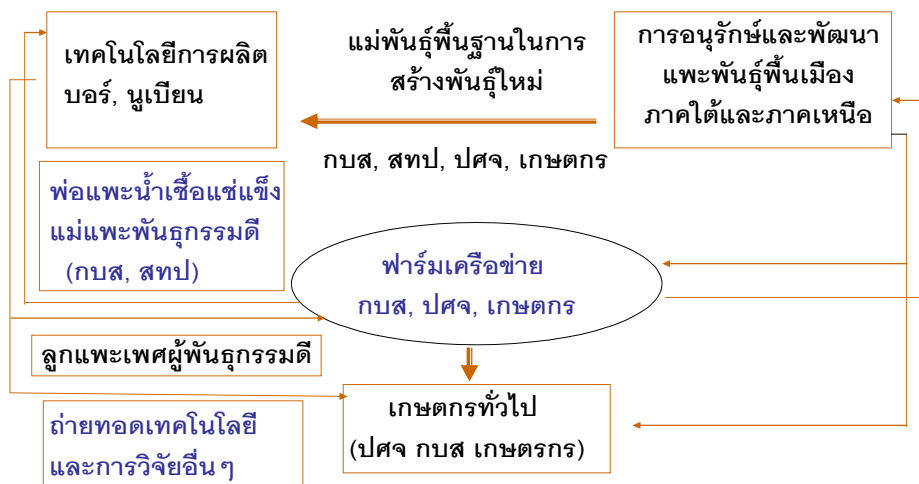 เทคโนโลยีการผลิต
บอร์, นูเบียน
แม่พันธุ์พื้นฐานในการ
สร้างพันธุ์ใหม่
การอนุรักษ์และพัฒนา
แพะพันธุ์พื้นเมือง
ภาคใต้และภาคเหนือ
กบส, สทป, ปศจ, เกษตกร
พ่อแพะน้ำเชื้อแช่แข็ง
แม่แพะพันธุกรรมดี
(กบส, สทป)
ฟาร์มเครือข่าย
กบส, ปศจ, เกษตกร
ลูกแพะเพศผู้พันธุกรรมดี
เกษตกรทั่วไป
(ปศจ กบส เกษตรกร)
ถ่ายทอดเทคโนโลยี
และการวิจัยอื่นๆ